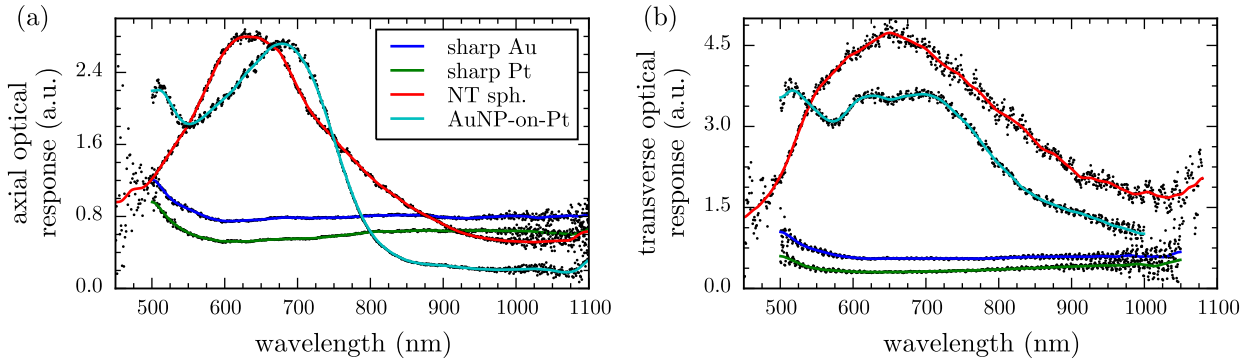 (a)
axial optical
response (a.u.)
2.4
1.6
0.8
0.0
500 600 700 800 900 1000 1100
wavelength (nm)
sharp Au
sharp Pt
NT sph.
AuNP-on-Pt
(b)
transverse optical
response (a.u.)
4.5
3.0
1.5
0.0
500 600 700 800 900 1000 1100
wavelength (nm)